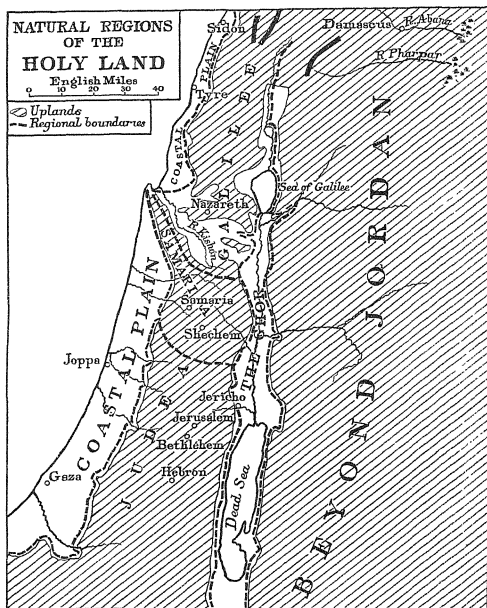 NATURAL REGIONS
OF THE
HOLY LAND
English Miles
0 10 20 40
Uplands
Regional boundaries
Sidon
Damascus
R. Abana
R. Pharpar
Tyre
COASTAL PLAIN
GALILEE
Sea of Galilee
Nazareth
R. Kishon
SAMARIA
Samaria
Shechem
THE GHOR
BEYOND JORDAN
COASTAL PLAIN
Joppa
JUDEA
Jericho
Jerusalem
Bethlehem
Hebron
Gaza
Dead Sea